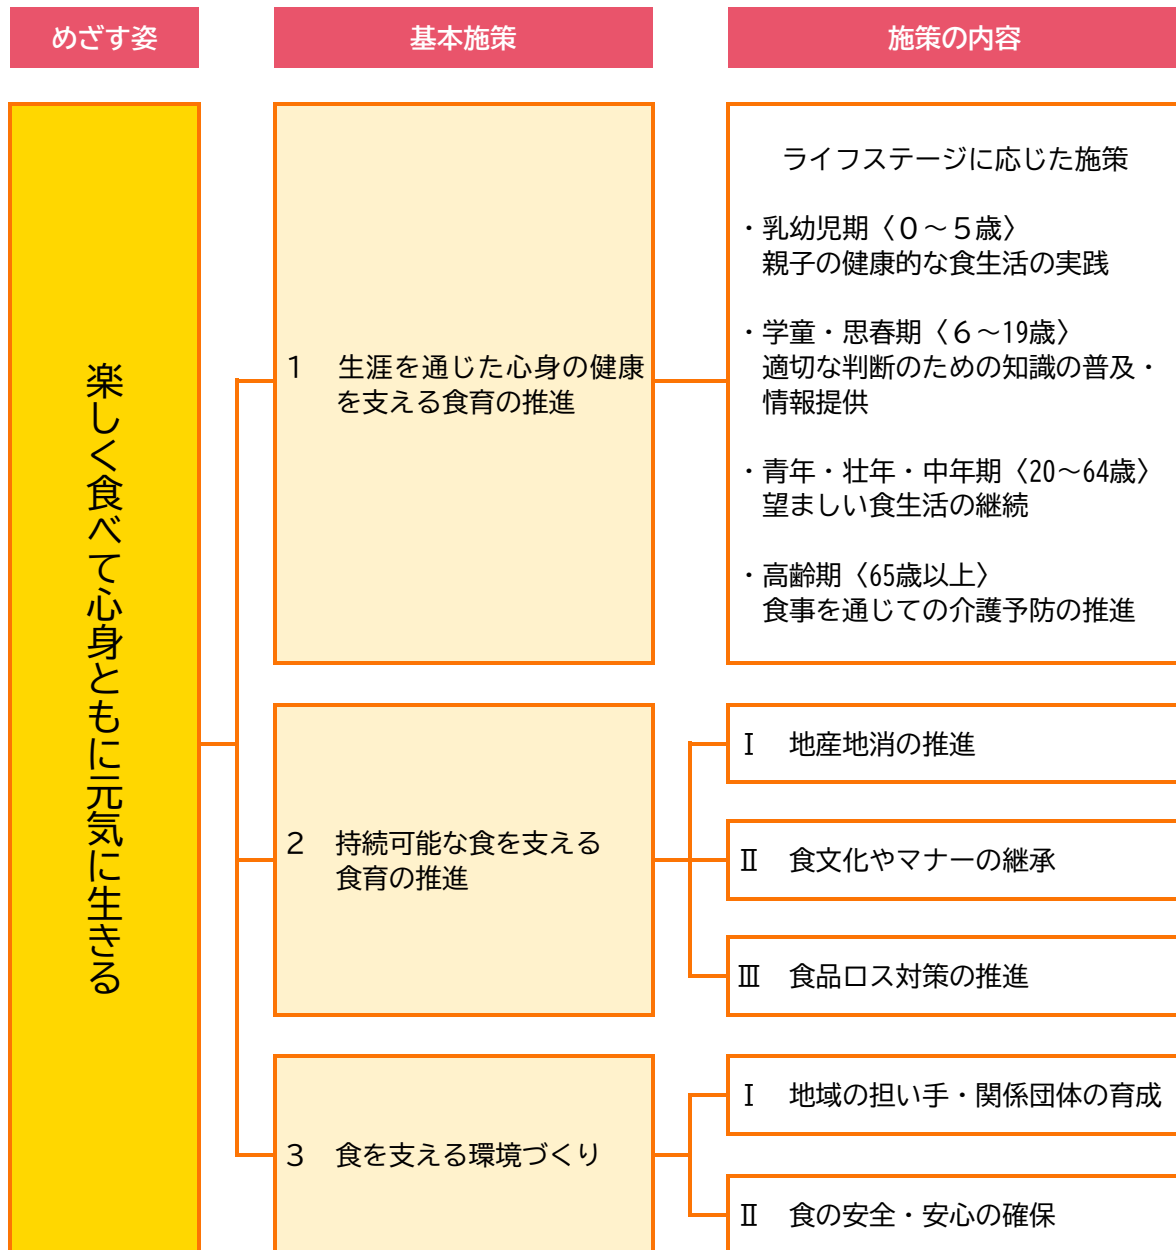 めざす姿
基本施策
施策の内容
楽しく食べて心身ともに元気に生きる
1 生涯を通じた心身の健康
を支える食育の推進
ライフステージに応じた施策
・乳幼児期〈0～5歳〉
親子の健康的な食生活の実践
・学童・思春期〈6～19歳〉
適切な判断のための知識の普及・
情報提供
・青年・壮年・中年期〈20～64歳〉
望ましい食生活の継続
・高齢期〈65歳以上〉
食事を通じての介護予防の推進
2 持続可能な食を支える
食育の推進
Ⅰ 地産地消の推進
Ⅱ 食文化やマナーの継承
Ⅲ 食品ロス対策の推進
3 食を支える環境づくり
Ⅰ 地域の担い手・関係団体の育成
Ⅱ 食の安全・安心の確保